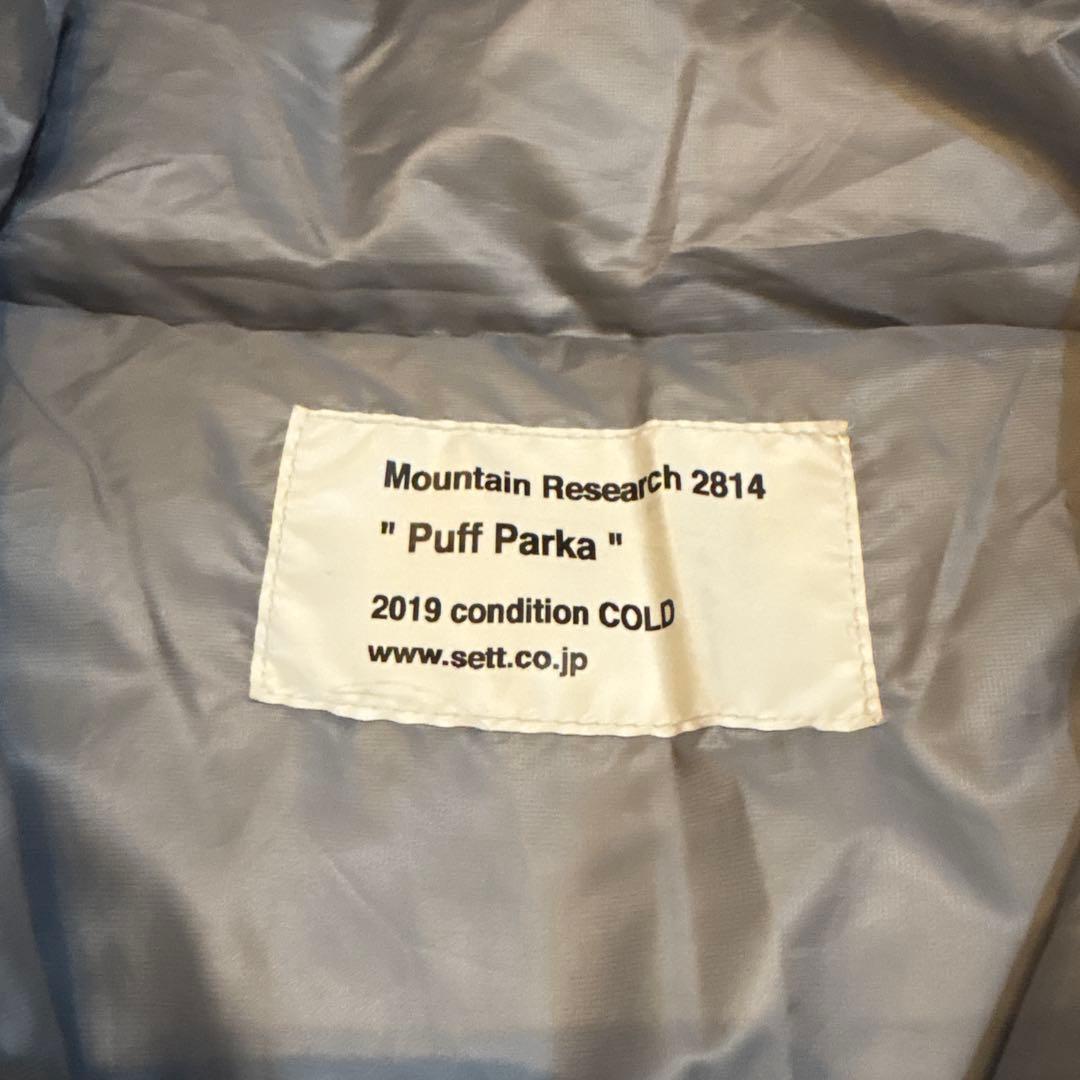 Mountain Research 2814
" Puff Parka "
2019 condition COLD
www.sett.co.jp